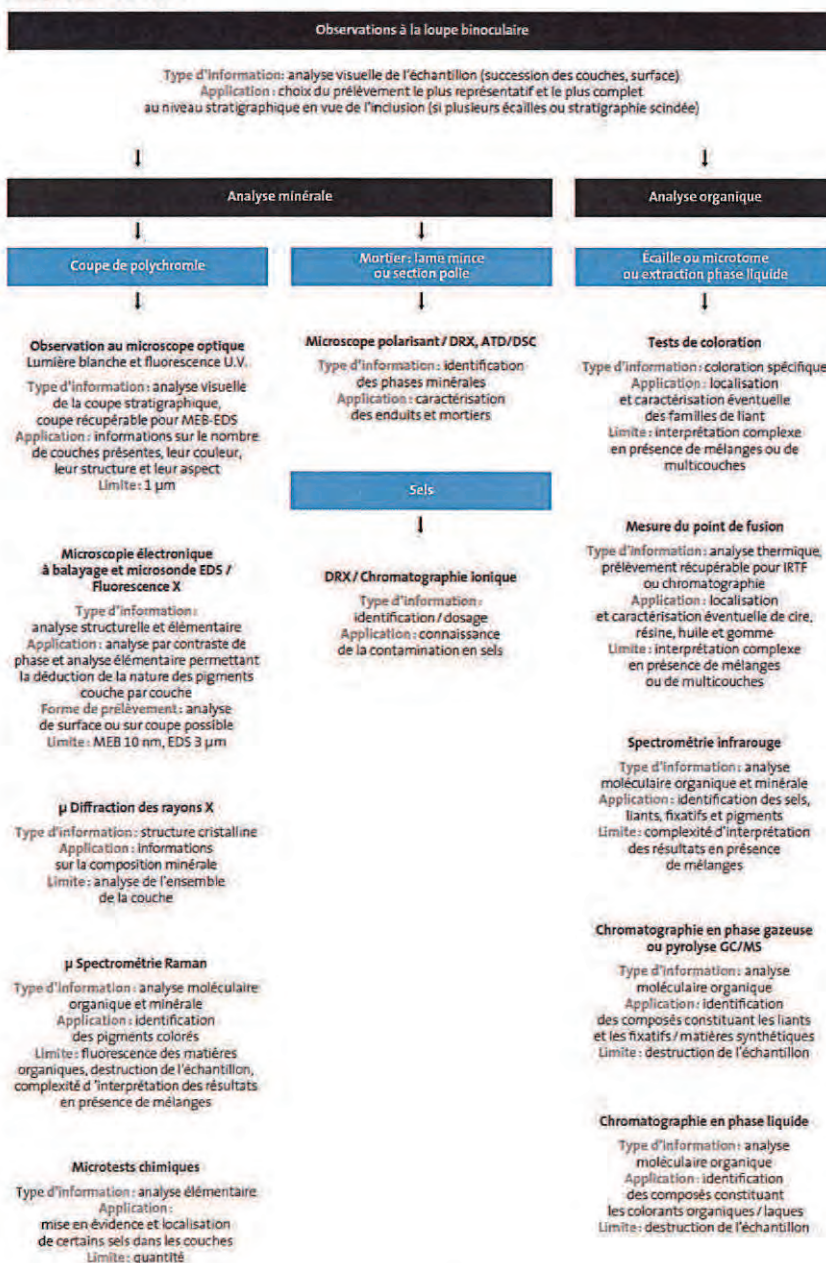 Observations à la loupe binoculaire
Type d'information: analyse visuelle de l'échantillon (succession des couches, surface)
Application: choix du prélèvement le plus représentatif et le plus complet
au niveau stratigraphique en vue de l'inclusion (si plusieurs écailles ou stratigraphie scindée)
Analyse minérale
Coupe de polychromie
Observation au microscope optique
Lumière blanche et fluorescence U.V.
Type d'information: analyse visuelle
de la coupe stratigraphique,
coupe récupérable pour MEB-EDS
Application: informations sur le nombre
de couches présentes, leur couleur,
leur structure et leur aspect
Limite: 1 µm
Microscopie électronique
à balayage et microsonde EDS /
Fluorescence X
Type d'information:
analyse structurelle et élémentaire
Application: analyse par contraste de
phase et analyse élémentaire permettant
la déduction de la nature des pigments
couche par couche
Forme de prélèvement: analyse
de surface ou sur coupe possible
Limite: MEB 10 nm, EDS 3 µm
µ Diffraction des rayons X
Type d'information: structure cristalline
Application: informations
sur la composition minérale
Limite: analyse de l'ensemble
de la couche
µ Spectrométrie Raman
Type d'information: analyse moléculaire
organique et minérale
Application: identification
des pigments colorés
Limite: fluorescence des matières
organiques, destruction de l'échantillon,
complexité d 'interprétation des résultats
en présence de mélanges
Microtests chimiques
Type d'information: analyse élémentaire
Application:
mise en évidence et localisation
de certains sels dans les couches
Limite: quantité
Mortier: lame mince
ou section polie
Microscope polarisant / DRX, ATD/DSC
Type d'information: identification
des phases minérales
Application: caractérisation
des enduits et mortiers
Sels
DRX / Chromatographie ionique
Type d'information:
identification / dosage
Application: connaissance
de la contamination en sels
Analyse organique
Écaille ou microtome
ou extraction phase liquide
Tests de coloration
Type d'information: coloration spécifique
Application: localisation
et caractérisation éventuelle
des familles de liant
Limite: interprétation complexe
en présence de mélanges ou de
multicouches
Mesure du point de fusion
Type d'information: analyse thermique,
prélèvement récupérable pour IRTF
ou chromatographie
Application: localisation
et caractérisation éventuelle de cire,
résine, huile et gomme
Limite: interprétation complexe
en présence de mélanges
ou de multicouches
Spectrométrie infrarouge
Type d'information: analyse
moléculaire organique et minérale
Application: identification des sels,
liants, fixatifs et pigments
Limite: complexité d'interprétation
des résultats en présence
de mélanges
Chromatographie en phase gazeuse
ou pyrolyse GC/MS
Type d'information: analyse
moléculaire organique
Application: identification
des composés constituant les liants
et les fixatifs / matières synthétiques
Limite: destruction de l'échantillon
Chromatographie en phase liquide
Type d'information: analyse
moléculaire organique
Application: identification
des composés constituant
les colorants organiques / laques
Limite: destruction de l'échantillon